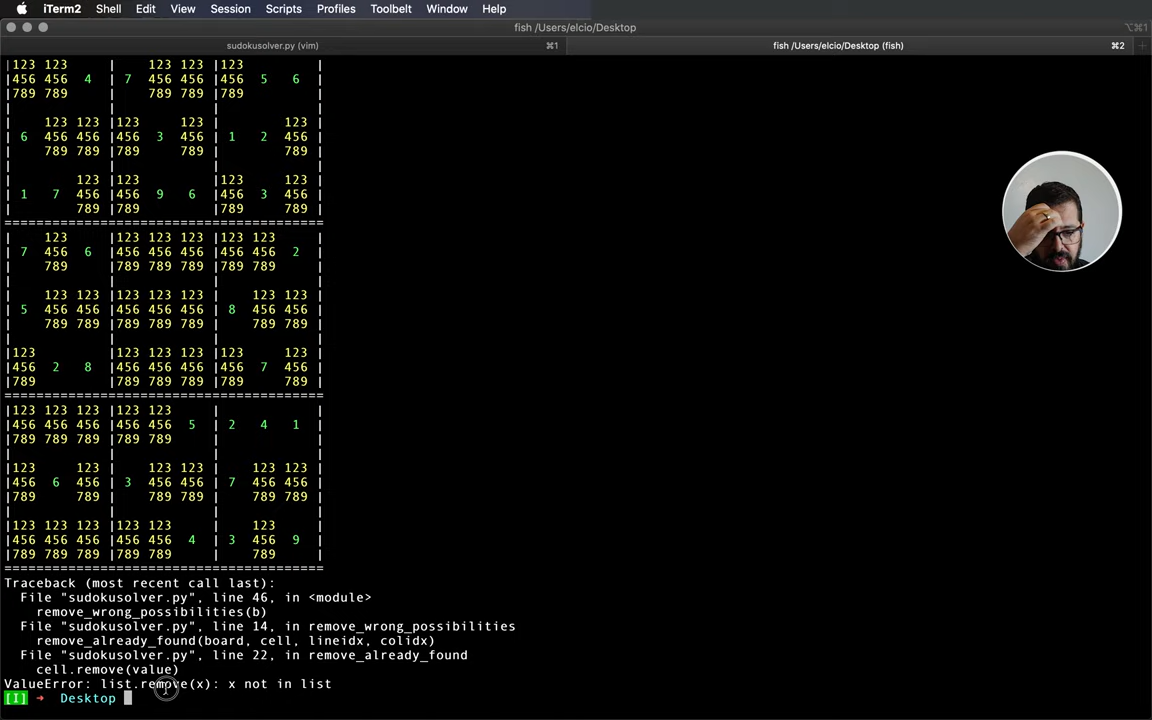 iTerm2 Shell Edit View Session Scripts Profiles Toolbelt Window Help
fish /Users/elcio/Desktop ⌥⌘1
sudokusolver.py (vim) ⌘1 fish /Users/elcio/Desktop (fish) ⌘2 +
|123 123     |    123 123 |123         |
|456 456  4  | 7  456 456 |456  5   6  |
|789 789     |    789 789 |789         |
|            |            |            |
|    123 123 |123     123 |        123 |
| 6  456 456 |456  3  456 | 1   2  456 |
|    789 789 |789     789 |        789 |
|            |            |            |
|        123 |123         |123     123 |
| 1   7  456 |456  9   6  |456  3  456 |
|        789 |789         |789     789 |
=======================================
|    123     |123 123 123 |123 123     |
| 7  456  6  |456 456 456 |456 456  2  |
|    789     |789 789 789 |789 789     |
|            |            |            |
|    123 123 |123 123 123 |    123 123 |
| 5  456 456 |456 456 456 | 8  456 456 |
|    789 789 |789 789 789 |    789 789 |
|            |            |            |
|123         |123 123 123 |123     123 |
|456  2   8  |456 456 456 |456  7  456 |
|789         |789 789 789 |789     789 |
=======================================
|123 123 123 |123 123     |            |
|456 456 456 |456 456  5  | 2   4   1  |
|789 789 789 |789 789     |            |
|            |            |            |
|123     123 |    123 123 |    123 123 |
|456  6  456 | 3  456 456 | 7  456 456 |
|789     789 |    789 789 |    789 789 |
|            |            |            |
|123 123 123 |123 123     |    123     |
|456 456 456 |456 456  4  | 3  456  9  |
|789 789 789 |789 789     |    789     |
=======================================
Traceback (most recent call last):
  File "sudokusolver.py", line 46, in <module>
    remove_wrong_possibilities(b)
  File "sudokusolver.py", line 14, in remove_wrong_possibilities
    remove_already_found(board, cell, lineidx, colidx)
  File "sudokusolver.py", line 22, in remove_already_found
    cell.remove(value)
ValueError: list.remove(x): x not in list
[I] ➜ Desktop